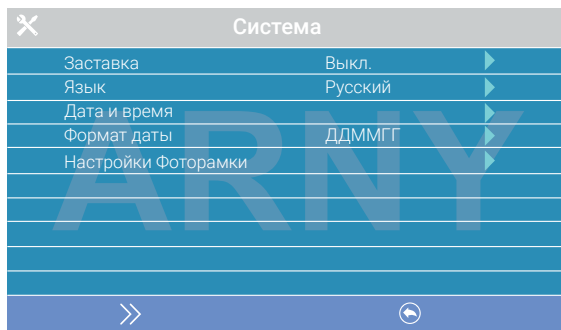 Система
Заставка Выкл.
Язык Русский
Дата и время
Формат даты ДДММГГ
Настройки Фоторамки
ARNY